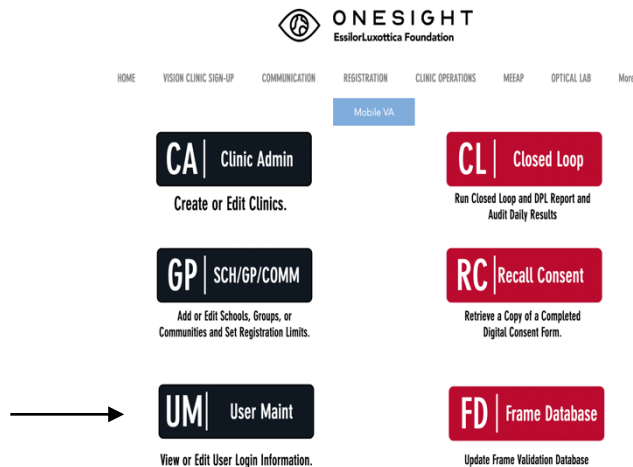 ONESIGHT
EssilorLuxottica Foundation
HOME VISION CLINIC SIGN-UP COMMUNICATION REGISTRATION CLINIC OPERATIONS MEEAP OPTICAL LAB More
Mobile VA
CA Clinic Admin
Create or Edit Clinics.
CL Closed Loop
Run Closed Loop and DPL Report and
Audit Daily Results
GP SCH/GP/COMM
Add or Edit Schools, Groups, or
Communities and Set Registration Limits.
RC Recall Consent
Retrieve a Copy of a Completed
Digital Consent Form.
UM User Maint
View or Edit User Login Information.
FD Frame Database
Update Frame Validation Database